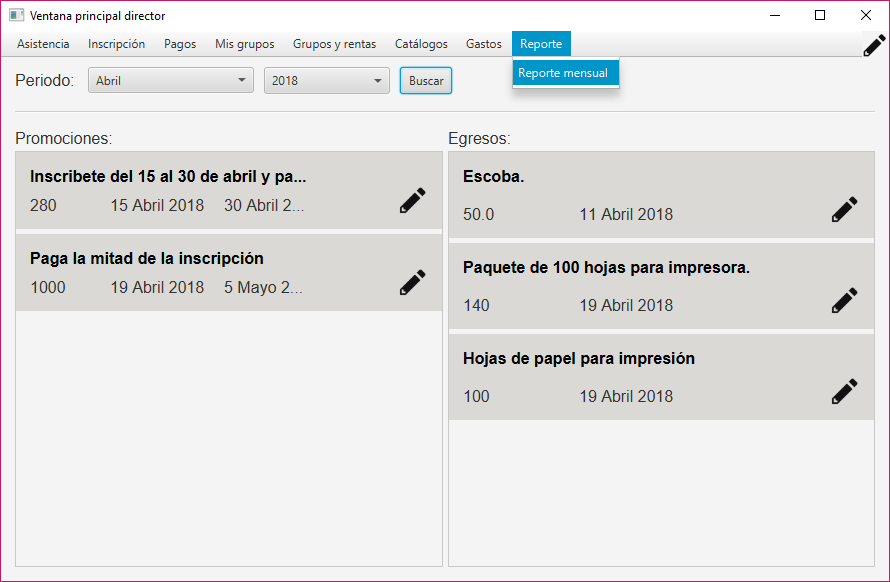 Ventana principal director
Asistencia Inscripción Pagos Mis grupos Grupos y rentas Catálogos Gastos Reporte
Reporte mensual
Periodo: Abril 2018 Buscar
Promociones:
Inscribete del 15 al 30 de abril y pa...
280 15 Abril 2018 30 Abril 2...
Paga la mitad de la inscripción
1000 19 Abril 2018 5 Mayo 2...
Egresos:
Escoba.
50.0 11 Abril 2018
Paquete de 100 hojas para impresora.
140 19 Abril 2018
Hojas de papel para impresión
100 19 Abril 2018